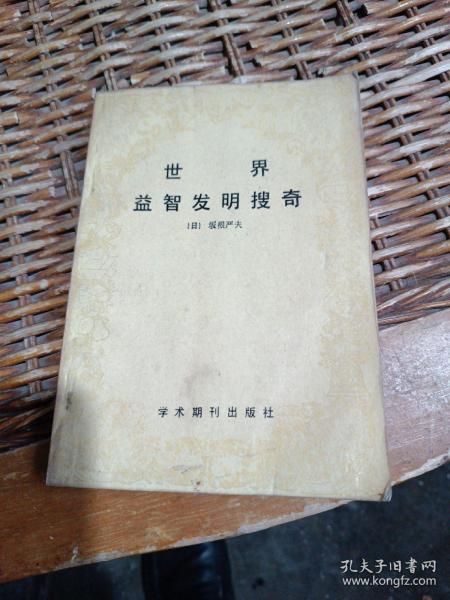 世界
益智发明搜奇
[日] 坂根严夫
学术期刊出版社
孔夫子旧书网
www.kongfz.com